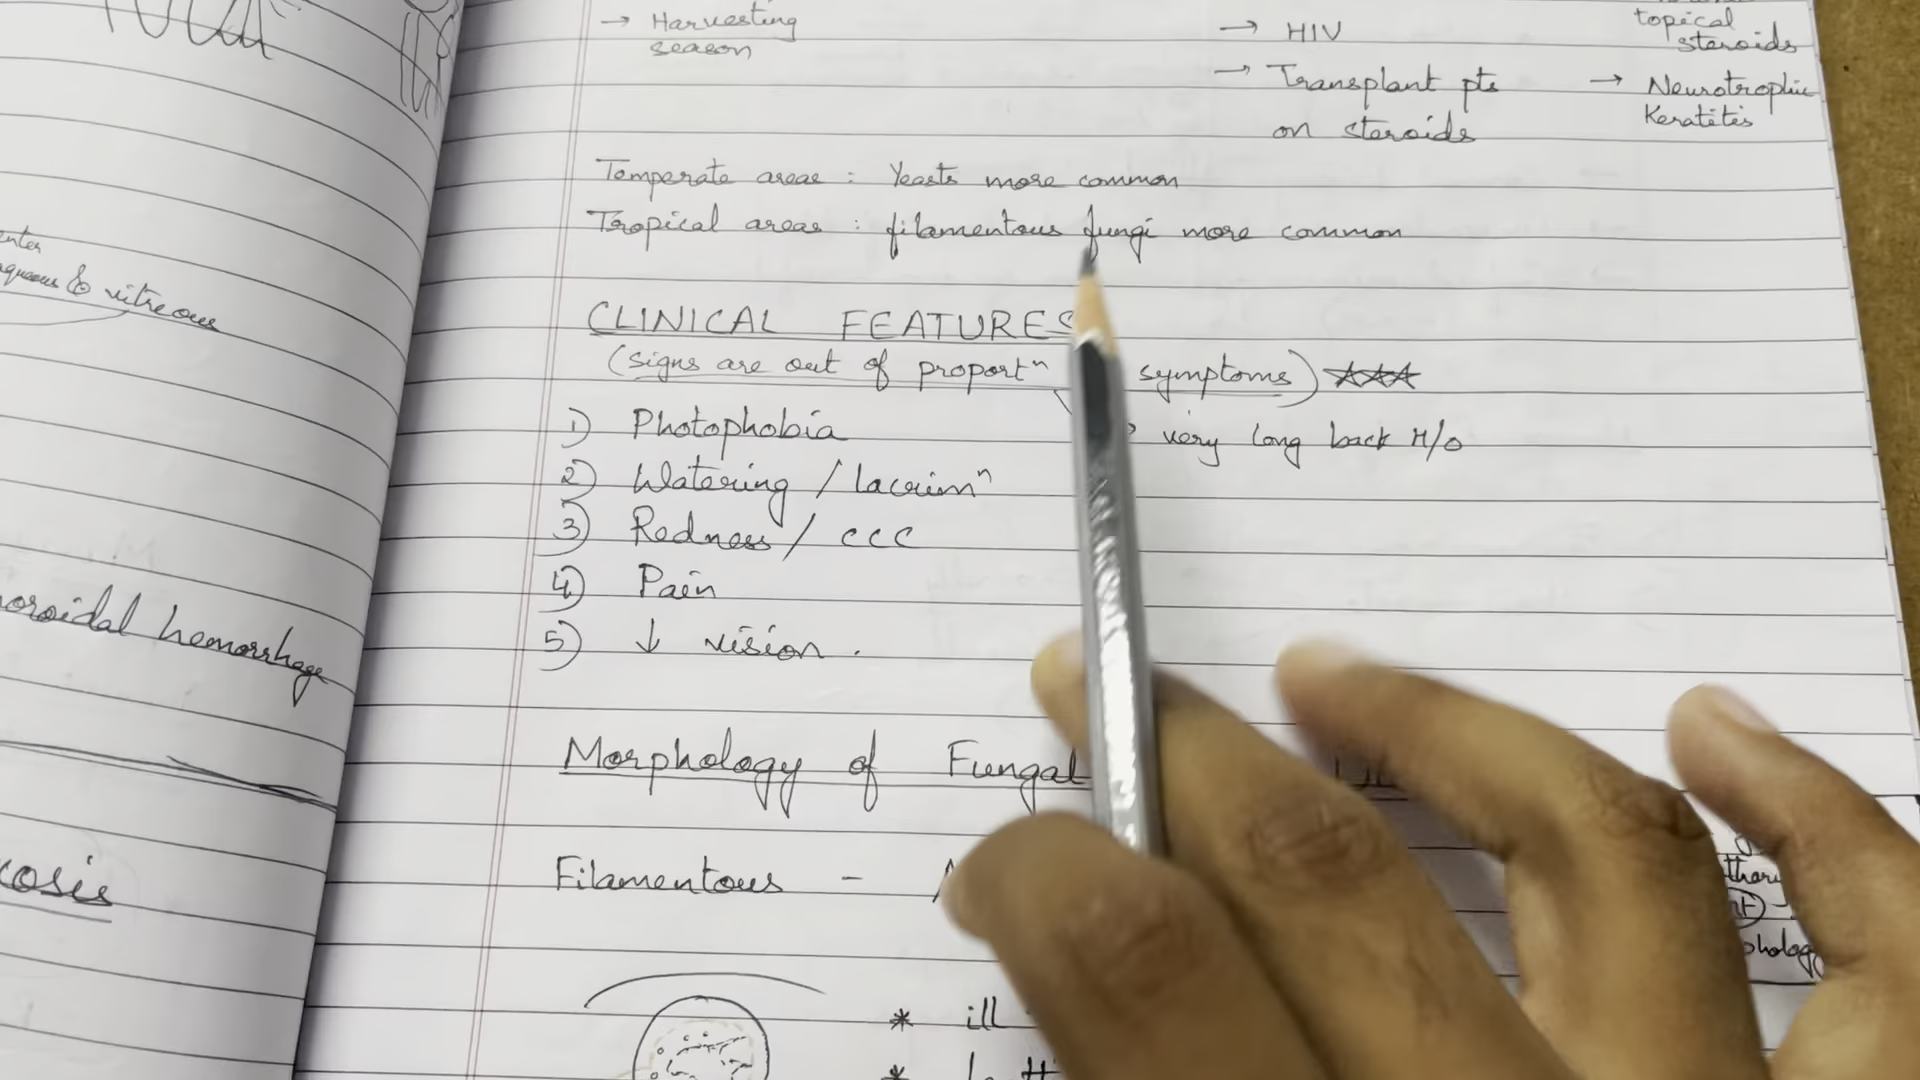 → Harvesting
season
→ HIV
→ Transplant pts
on steroids
topical
steroids
→ Neurotrophic
Keratitis
Temperate areas : Yeasts more common
Tropical areas : filamentous fungi more common
CLINICAL FEATURES
(signs are out of proportⁿ symptoms) ***
→ very long back H/o
1) Photophobia
2) Watering / lacrimⁿ
3) Redness / CCC
4) Pain
5) ↓ vision .
Morphology of Fungal
Filamentous -
* ill
*
aqueous & vitreous
oroidal hemorrhage
cosis